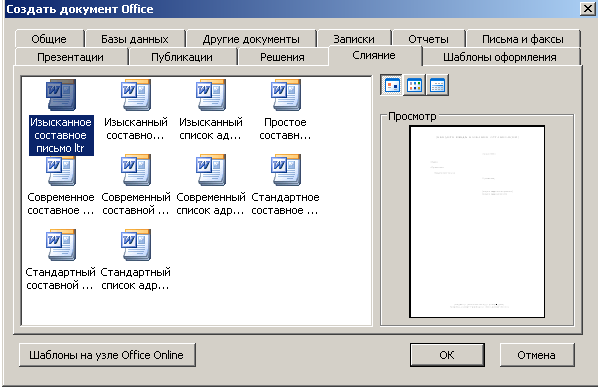 Создать документ Office
Общие Базы данных Другие документы Записки Отчеты Письма и факсы
Презентации Публикации Решения Слияние Шаблоны оформления
Изысканное составное письмо ltr
Изысканный составно...
Изысканный список ад...
Простое составн...
Просмотр
Современное составное ...
Современный составной ...
Современный список адр...
Стандартное составное ...
Стандартный составной ...
Стандартный список адр...
Шаблоны на узле Office Online
ОК
Отмена